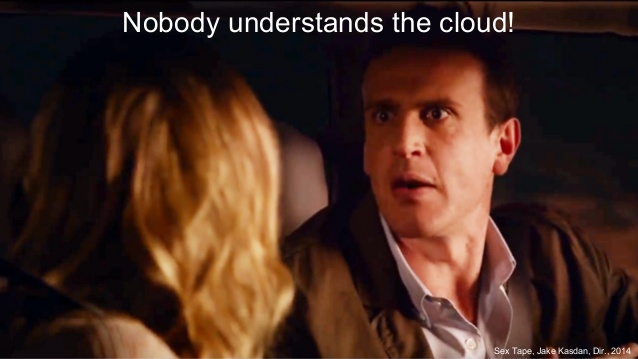 Nobody understands the cloud!
Sex Tape, Jake Kasdan, Dir., 2014